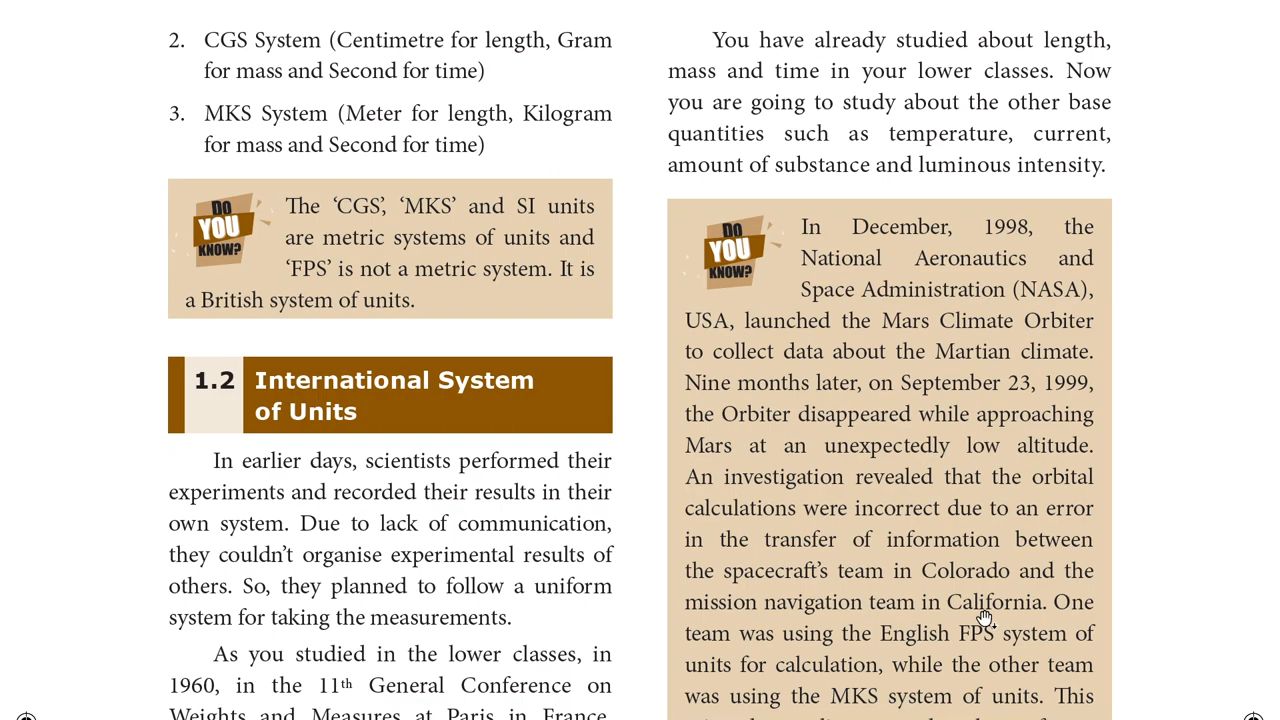 2. CGS System (Centimetre for length, Gram
for mass and Second for time)
3. MKS System (Meter for length, Kilogram
for mass and Second for time)
DO
YOU
KNOW?
The ‘CGS’, ‘MKS’ and SI units
are metric systems of units and
‘FPS’ is not a metric system. It is
a British system of units.
1.2 International System
of Units
In earlier days, scientists performed their
experiments and recorded their results in their
own system. Due to lack of communication,
they couldn’t organise experimental results of
others. So, they planned to follow a uniform
system for taking the measurements.
As you studied in the lower classes, in
1960, in the 11th General Conference on
Weights and Measures at Paris in France,
You have already studied about length,
mass and time in your lower classes. Now
you are going to study about the other base
quantities such as temperature, current,
amount of substance and luminous intensity.
DO
YOU
KNOW?
In December, 1998, the
National Aeronautics and
Space Administration (NASA),
USA, launched the Mars Climate Orbiter
to collect data about the Martian climate.
Nine months later, on September 23, 1999,
the Orbiter disappeared while approaching
Mars at an unexpectedly low altitude.
An investigation revealed that the orbital
calculations were incorrect due to an error
in the transfer of information between
the spacecraft’s team in Colorado and the
mission navigation team in California. One
team was using the English FPS system of
units for calculation, while the other team
was using the MKS system of units. This